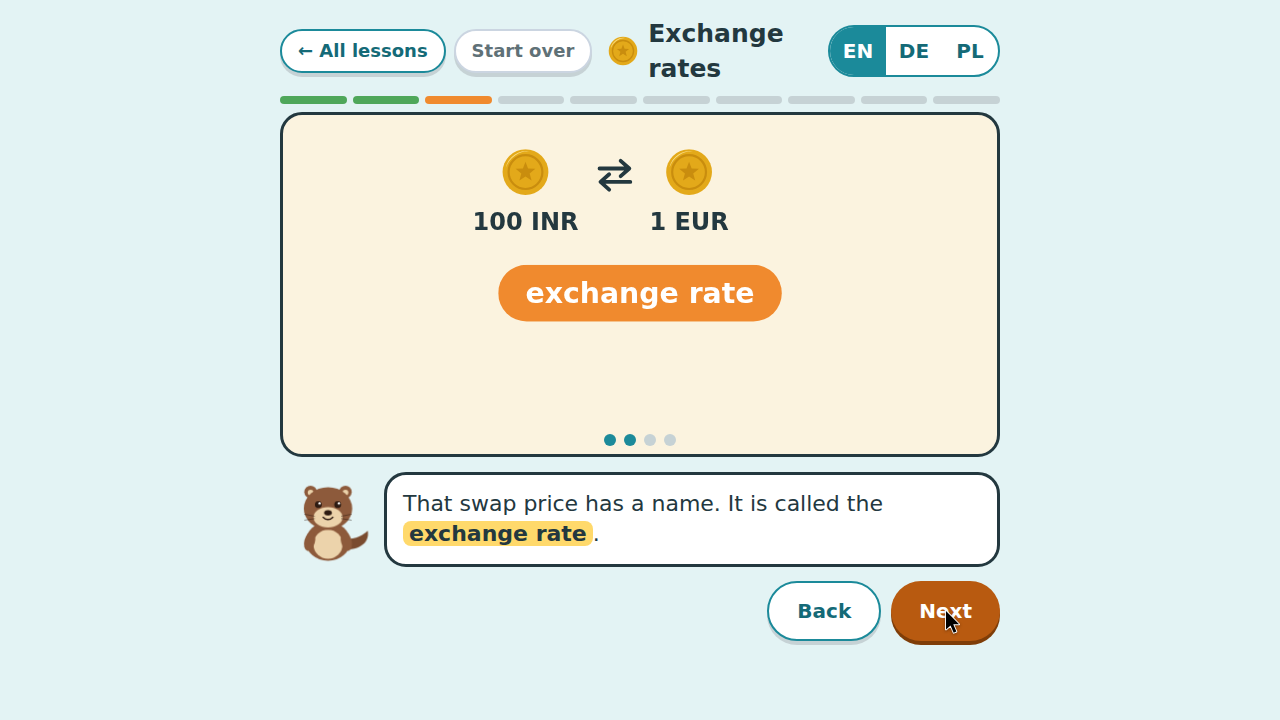 ← All lessons
Start over
Exchange
rates
EN DE PL
100 INR
1 EUR
exchange rate
That swap price has a name. It is called the
exchange rate.
Back
Next